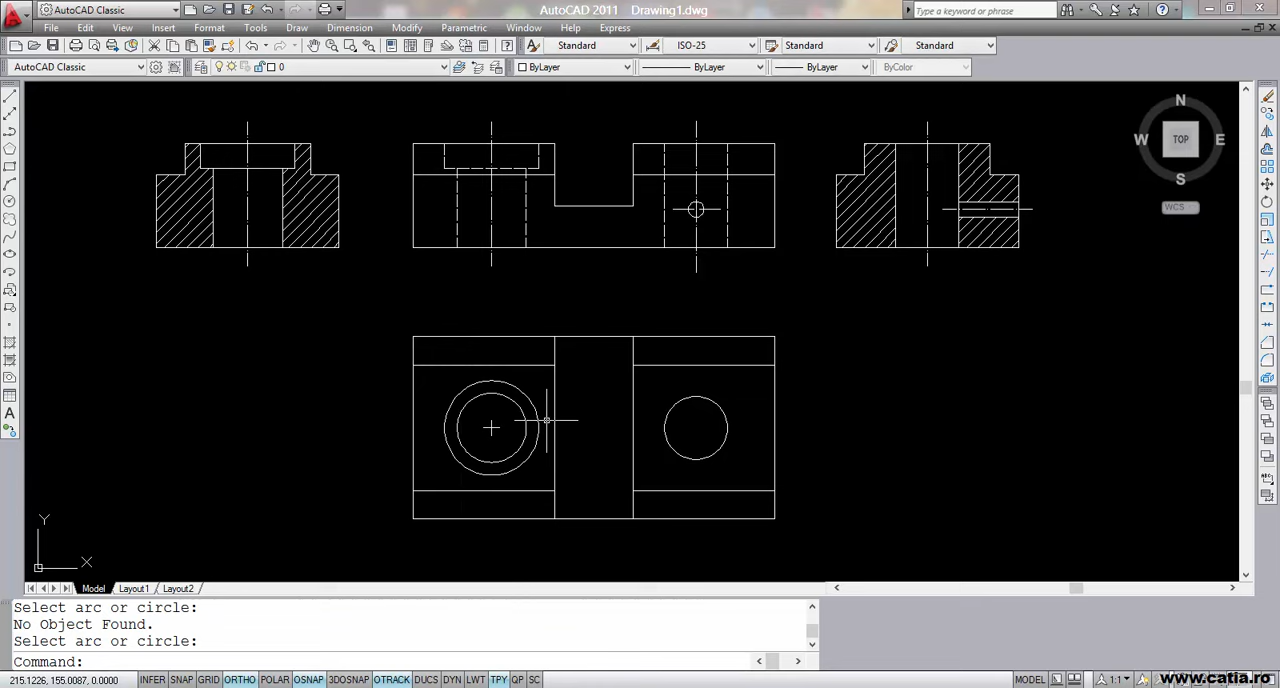 AutoCAD Classic
AutoCAD 2011 Drawing1.dwg
Type a keyword or phrase
File Edit View Insert Format Tools Draw Dimension Modify Parametric Window Help Express
Standard ISO-25 Standard Standard
AutoCAD Classic 0 ByLayer ByLayer ByLayer ByColor
N
W TOP E
S
WCS
Y
X
Model Layout1 Layout2
Select arc or circle:
No Object Found.
Select arc or circle:
Command:
215.1226, 155.0087, 0.0000 INFER SNAP GRID ORTHO POLAR OSNAP 3DOSNAP OTRACK DUCS DYN LWT TPY QP SC MODEL 1:1
www.catia.ro